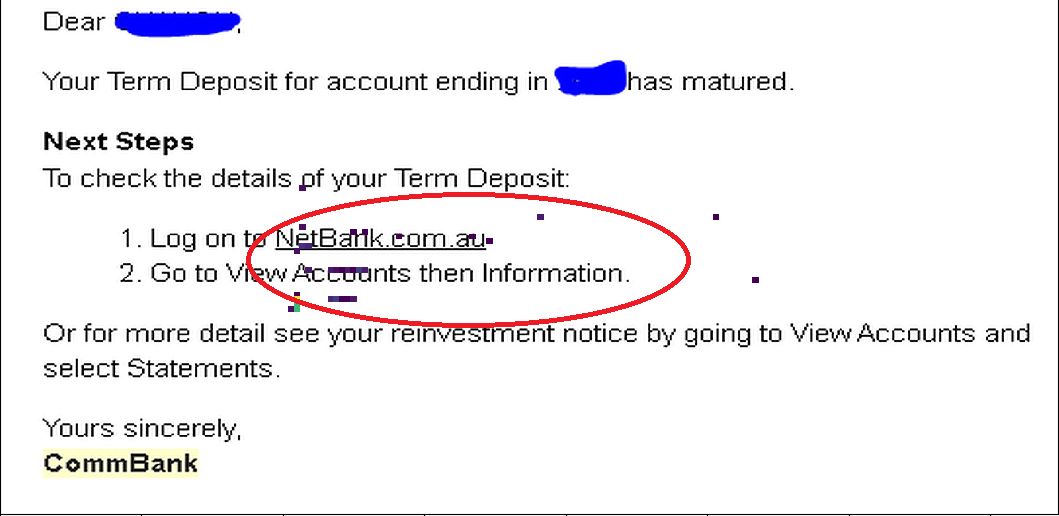 Dear
Your Term Deposit for account ending in has matured.
Next Steps
To check the details of your Term Deposit:
1. Log on to NetBank.com.au
2. Go to View Accounts then Information.
Or for more detail see your reinvestment notice by going to View Accounts and
select Statements.
Yours sincerely,
CommBank